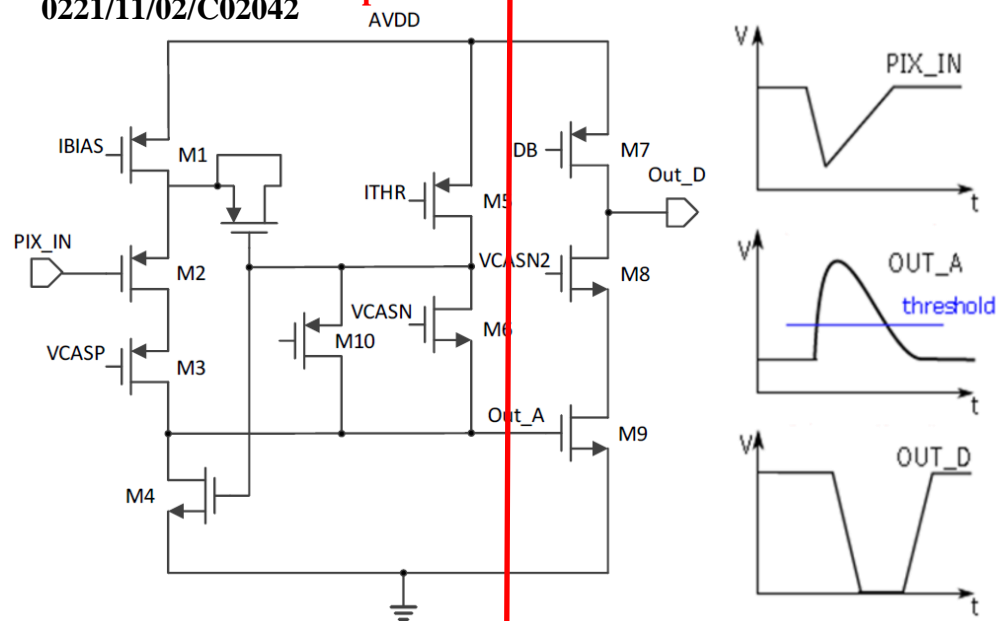 0221/11/02/C02042
AVDD
IBIAS
M1
ITHR
M5
DB
M7
Out_D
PIX_IN
M2
VCASN2
M8
VCASN
M6
M10
VCASP
M3
Out_A
M9
M4
V
PIX_IN
t
V
OUT_A
threshold
t
V
OUT_D
t